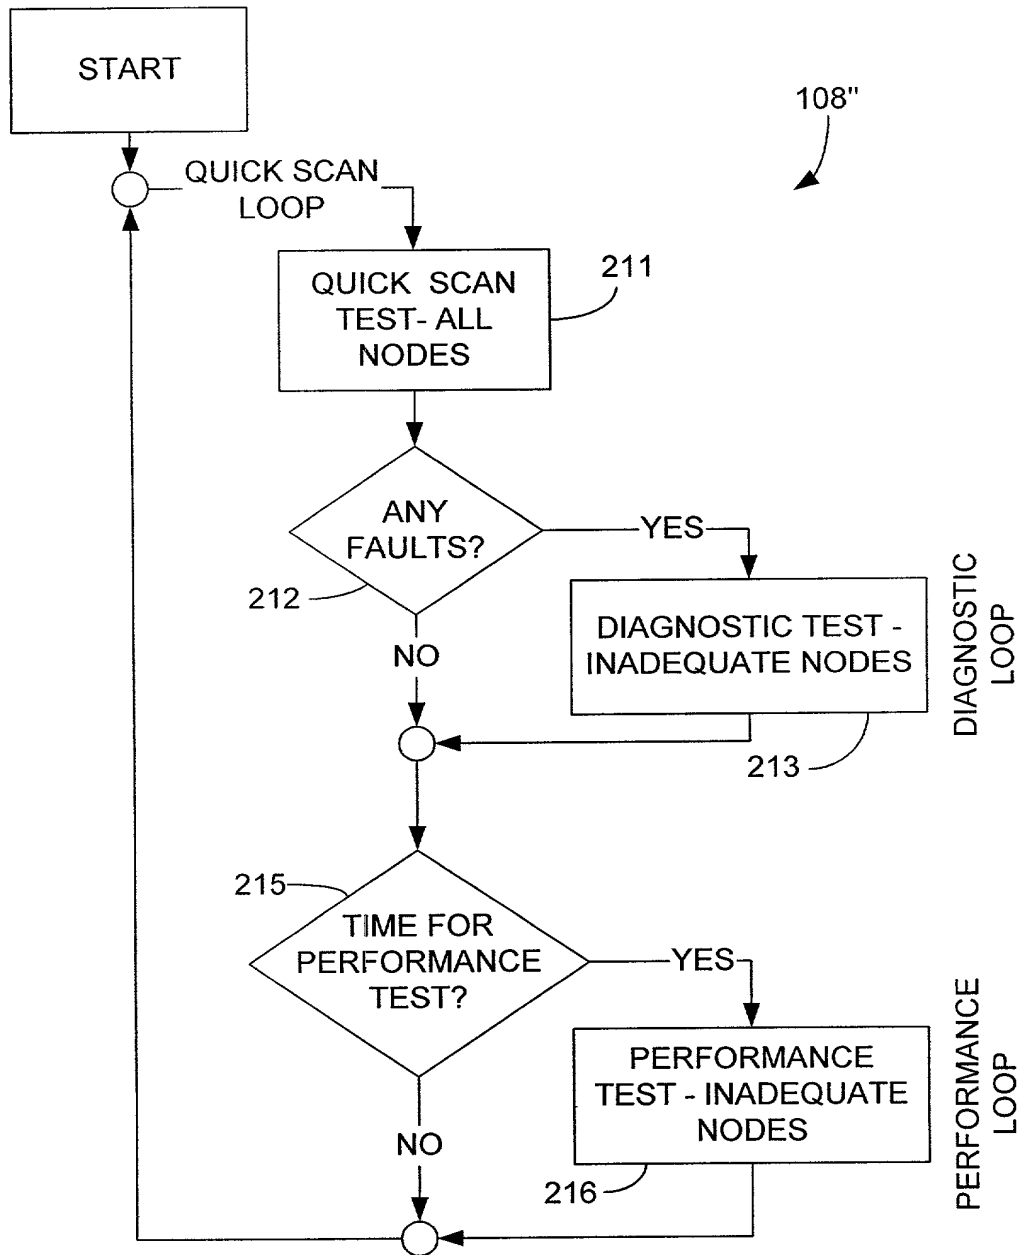 START
108"
QUICK SCAN
LOOP
211
QUICK SCAN
TEST- ALL
NODES
ANY
FAULTS?
YES
212
NO
DIAGNOSTIC TEST -
INADEQUATE NODES
DIAGNOSTIC
LOOP
213
215
TIME FOR
PERFORMANCE
TEST?
YES
NO
PERFORMANCE
TEST - INADEQUATE
NODES
PERFORMANCE
LOOP
216